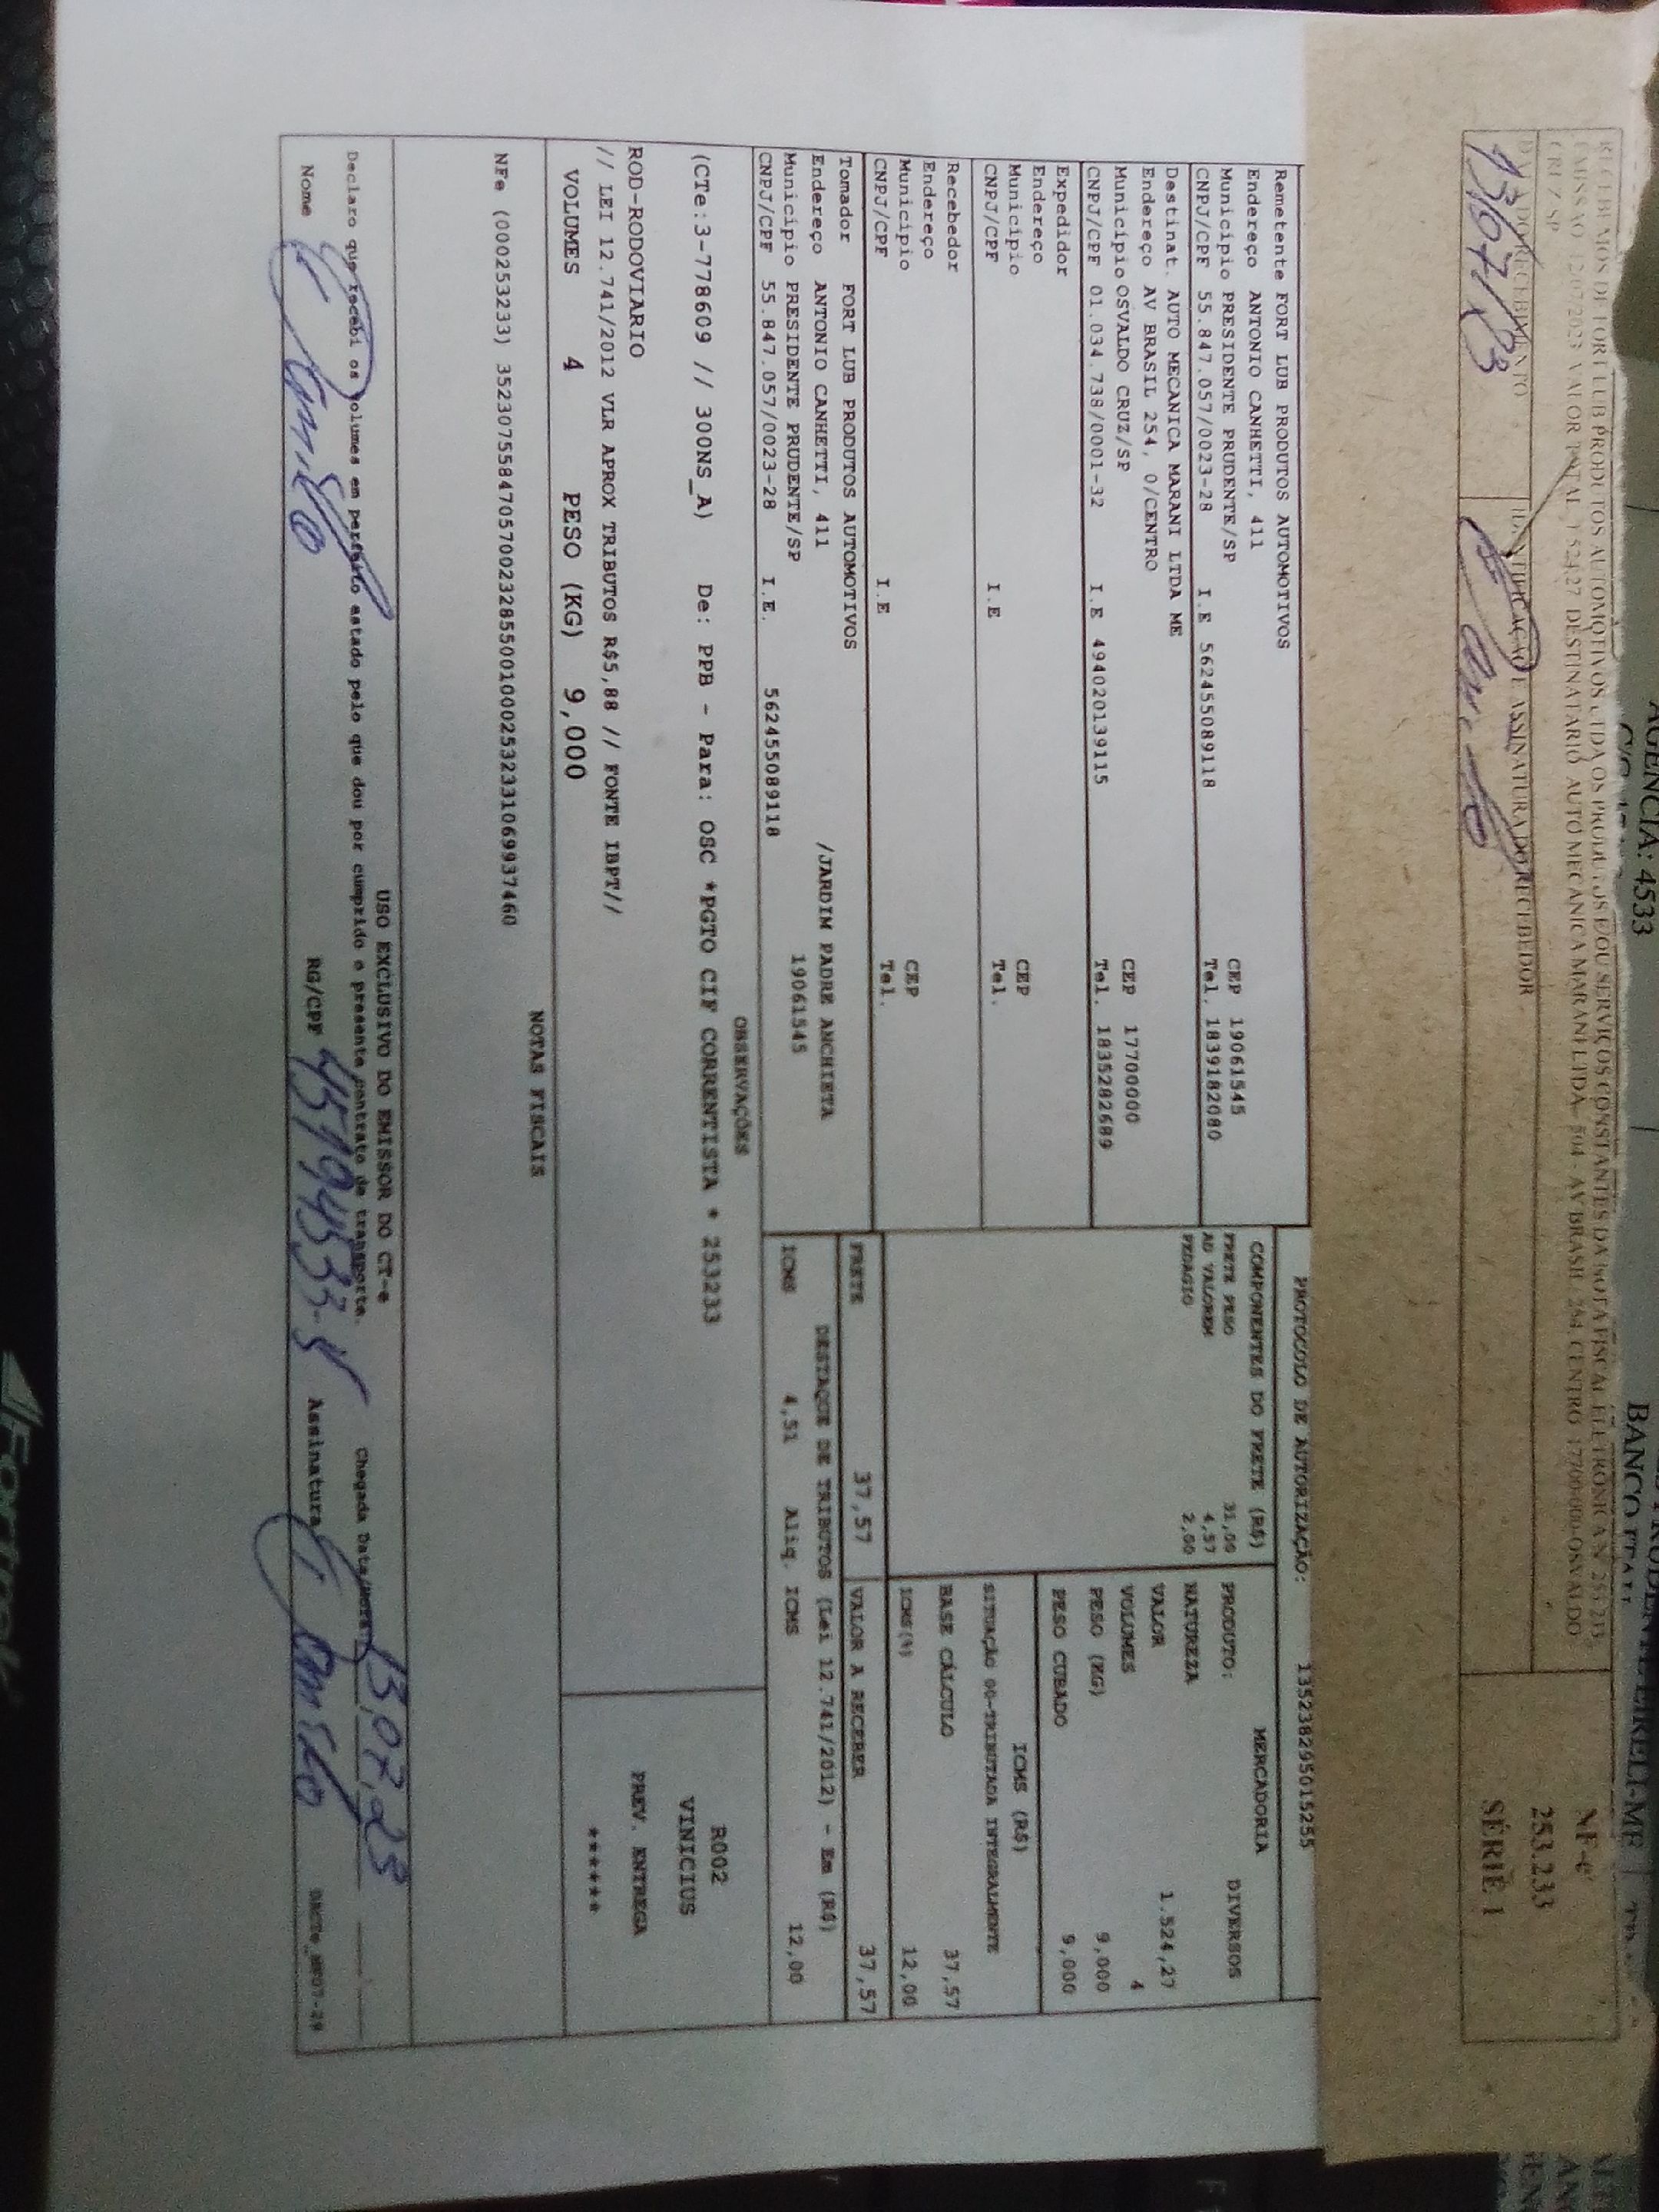 AGENCIA: 4533
RECEBEMOS DE FORT LUB PRODUTOS AUTOMOTIVOS LTDA OS PRODUTOS E/OU SERVIÇOS CONSTANTES DA NOTA FISCAL ELETRÔNICA N. 253.233
EMISSÃO 12/07/2023 VALOR TOTAL 1.524,27 DESTINATARIO AUTO MECANICA MARANI LTDA - 504 - AV BRASIL 254, CENTRO 17700-000-OSVALDO
CRUZ SP
NF-e
253.233
SÉRIE 1
DATA DO RECEBIMENTO
13/07/23
IDENTIFICAÇÃO E ASSINATURA DO RECEBEDOR
PROTOCOLO DE AUTORIZAÇÃO: 135238295015255
Remetente FORT LUB PRODUTOS AUTOMOTIVOS
Endereço ANTONIO CANHETTI, 411
Município PRESIDENTE PRUDENTE/SP CEP 19061545
CNPJ/CPF 55.847.057/0023-28 I.E 562455089118 Tel. 1839182080
Destinat. AUTO MECANICA MARANI LTDA ME
Endereço AV BRASIL 254, 0/CENTRO
Município OSVALDO CRUZ/SP CEP 17700000
CNPJ/CPF 01.034.738/0001-32 I.E 494020139115 Tel. 1835282689
Expedidor
Endereço
Município CEP
CNPJ/CPF I.E Tel.
Recebedor
Endereço
Município CEP
CNPJ/CPF I.E Tel.
Tomador FORT LUB PRODUTOS AUTOMOTIVOS
Endereço ANTONIO CANHETTI, 411 /JARDIM PADRE ANCHIETA
Município PRESIDENTE PRUDENTE/SP 19061545
CNPJ/CPF 55.847.057/0023-28 I.E. 562455089118
COMPONENTES DO FRETE (R$)
FRETE PESO 31,00
AD VALOREM 4,57
PEDÁGIO 2,00
MERCADORIA
PRODUTO: DIVERSOS
NATUREZA
VALOR 1.524,27
VOLUMES 4
PESO (KG) 9,000
PESO CUBADO 9,000
ICMS (R$)
SITUAÇÃO 00-TRIBUTADA INTEGRALMENTE
BASE CÁLCULO 37,57
ICMS(%) 12,00
FRETE 37,57
VALOR A RECEBER 37,57
DESTAQUE DE TRIBUTOS (Lei 12.741/2012) - Em (R$)
ICMS 4,51 Aliq. ICMS 12,00
OBSERVAÇÕES
(CTe:3-778609 // 300NS_A) De: PPB - Para: OSC *PGTO CIF CORRENTISTA * 253233
ROD-RODOVIARIO
// LEI 12.741/2012 VLR APROX TRIBUTOS R$5,88 // FONTE IBPT//
R002
VINICIUS
PREV. ENTREGA
******
VOLUMES 4 PESO (KG) 9,000
NOTAS FISCAIS
NFe (000253233) 35230755847057002328550010002532331069937460
USO EXCLUSIVO DO EMISSOR DO CT-e
Declaro que recebi os volumes em perfeito estado pelo que dou por cumprido o presente contrato de transporte.
Chegada Data/Hora: 13,07,23
Nome Camilo RG/CPF 45194533-8 Assinatura Camilo